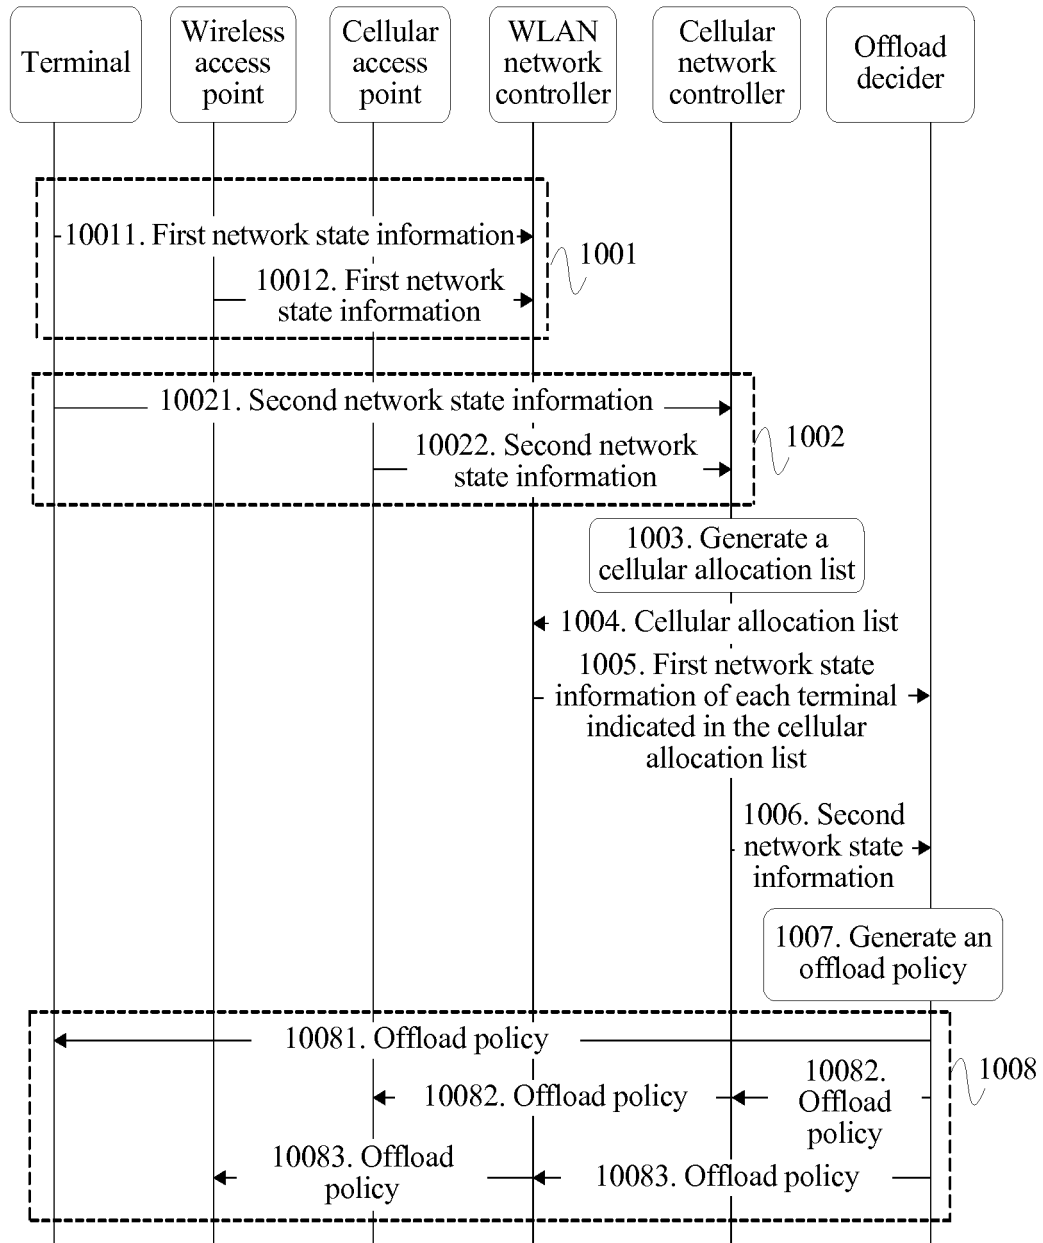 Terminal
Wireless
access
point
Cellular
access
point
WLAN
network
controller
Cellular
network
controller
Offload
decider
10011. First network state information
10012. First network
state information
1001
10021. Second network state information
10022. Second network
state information
1002
1003. Generate a
cellular allocation list
1004. Cellular allocation list
1005. First network state
information of each terminal
indicated in the cellular
allocation list
1006. Second
network state
information
1007. Generate an
offload policy
10081. Offload policy
1008
10082. Offload policy
10082.
Offload
policy
10083. Offload
policy
10083. Offload policy